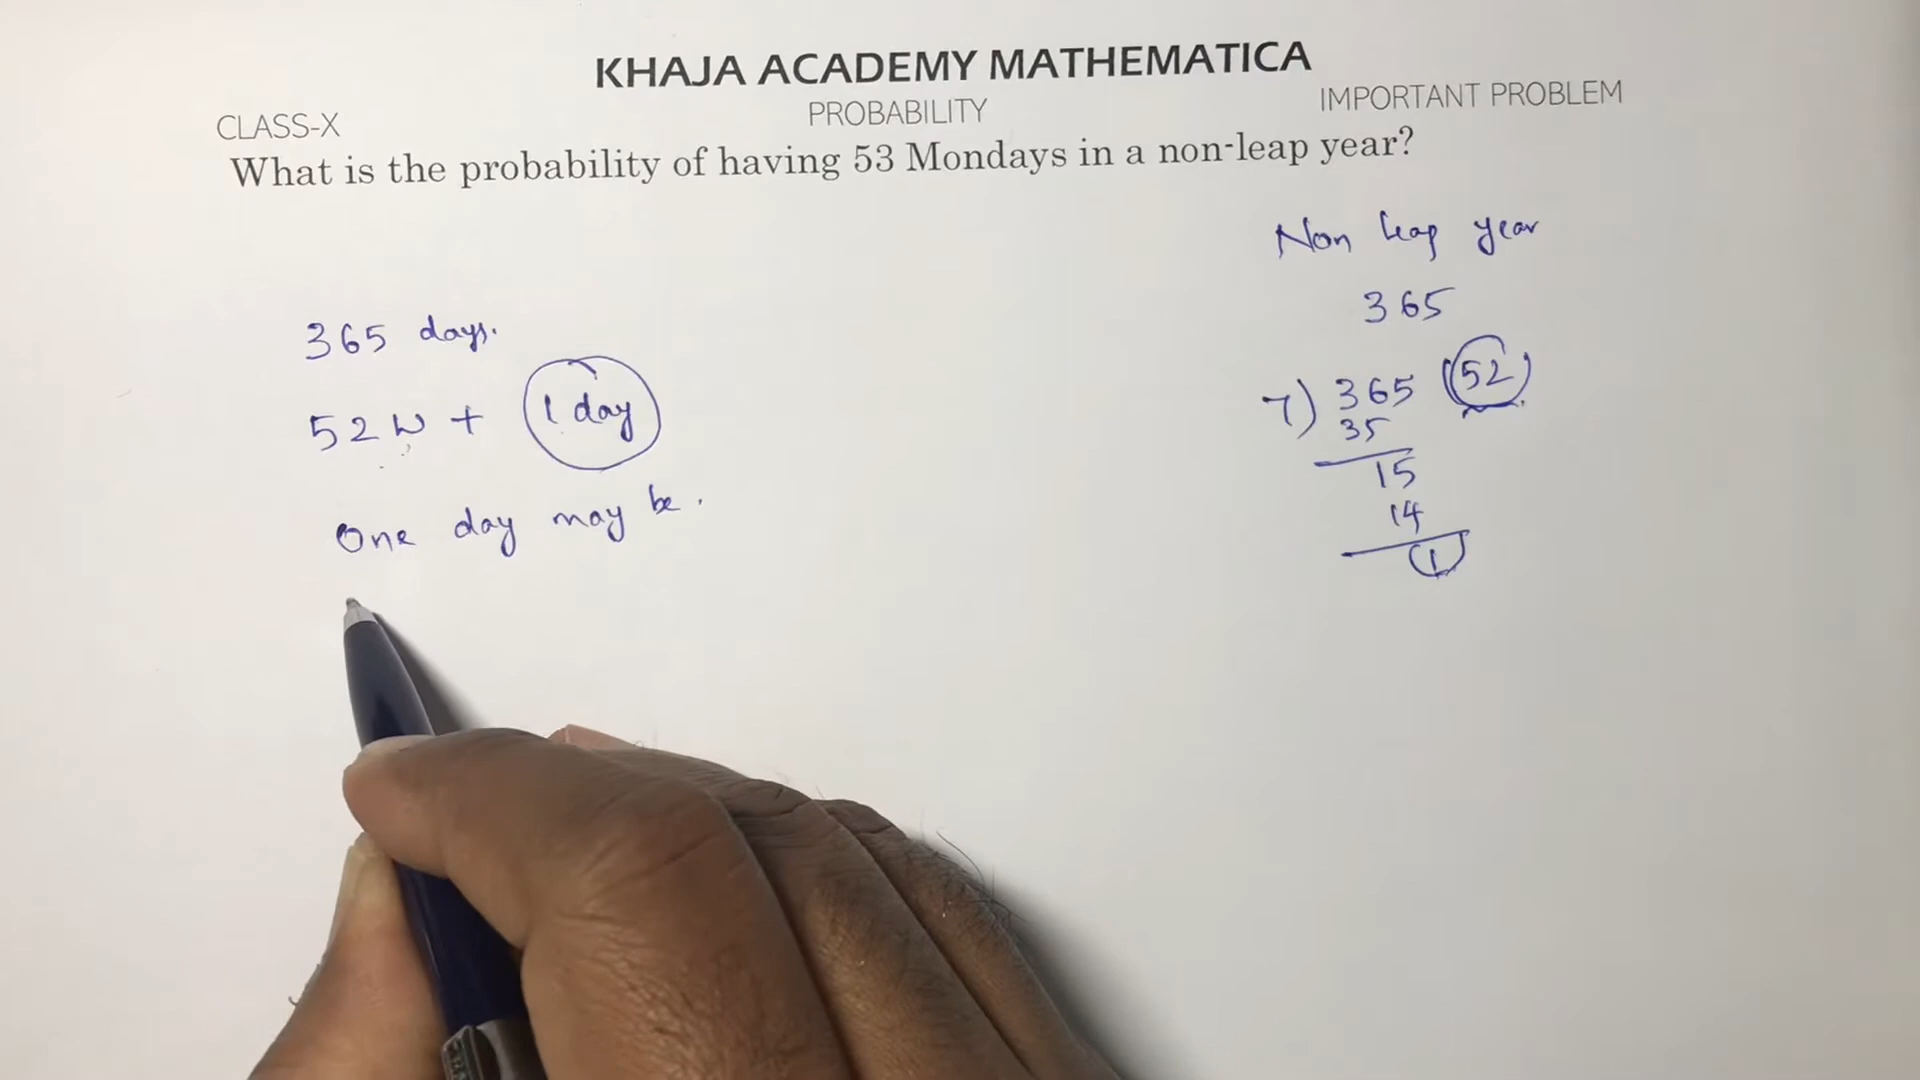 KHAJA ACADEMY MATHEMATICA
CLASS-X PROBABILITY IMPORTANT PROBLEM
What is the probability of having 53 Mondays in a non-leap year?
Non leap year
365
7) 365 (52)
35
15
14
1
365 days.
52 W + 1 day
One day may be.